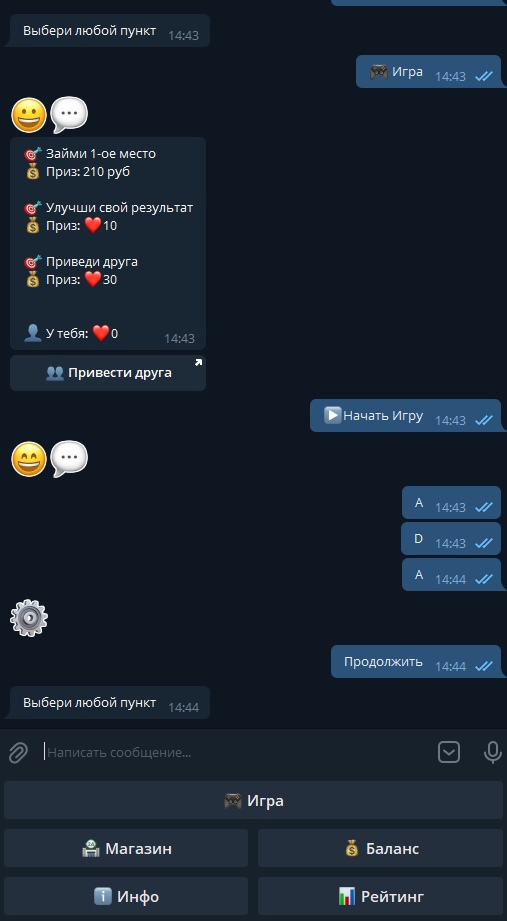 Выбери любой пункт 14:43
🎮 Игра 14:43
🎯 Займи 1-ое место
💰 Приз: 210 руб
🎯 Улучши свой результат
💰 Приз: ❤️10
🎯 Приведи друга
💰 Приз: ❤️30
👤 У тебя: ❤️0 14:43
👥 Привести друга
▶️Начать Игру 14:43
A 14:43
D 14:43
A 14:44
Продолжить 14:44
Выбери любой пункт 14:44
Написать сообщение...
🎮 Игра
🏪 Магазин 💰 Баланс
ℹ️ Инфо 📊 Рейтинг